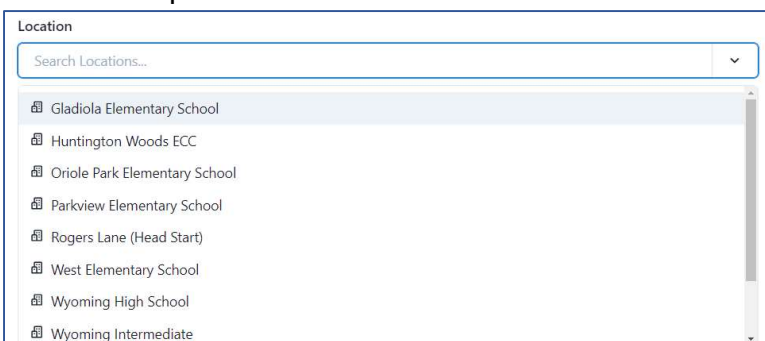 Location
Search Locations...
Gladiola Elementary School
Huntington Woods ECC
Oriole Park Elementary School
Parkview Elementary School
Rogers Lane (Head Start)
West Elementary School
Wyoming High School
Wyoming Intermediate